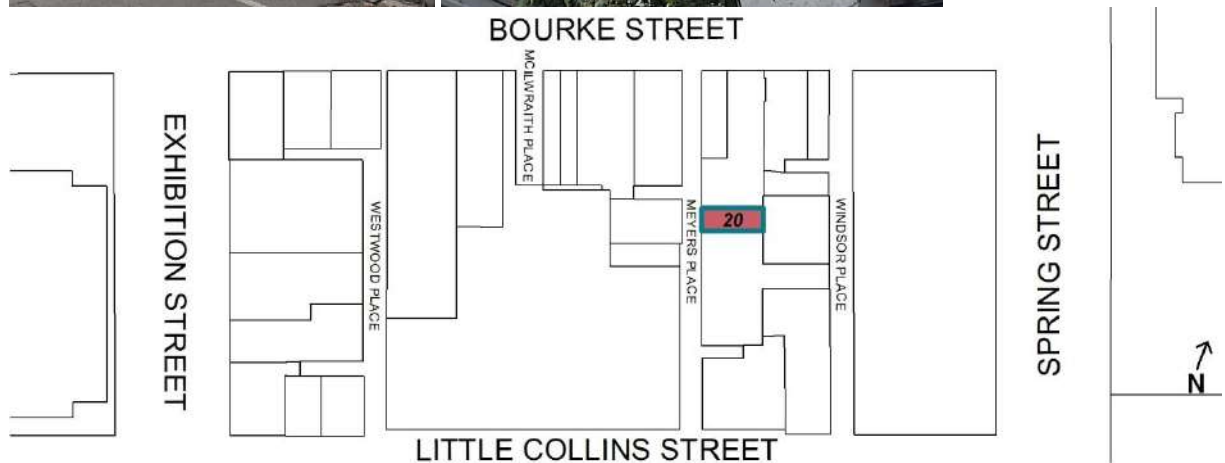 BOURKE STREET
MCILWRAITH PLACE
EXHIBITION STREET
WESTWOOD PLACE
MEYERS PLACE
20
WINDSOR PLACE
SPRING STREET
N
LITTLE COLLINS STREET